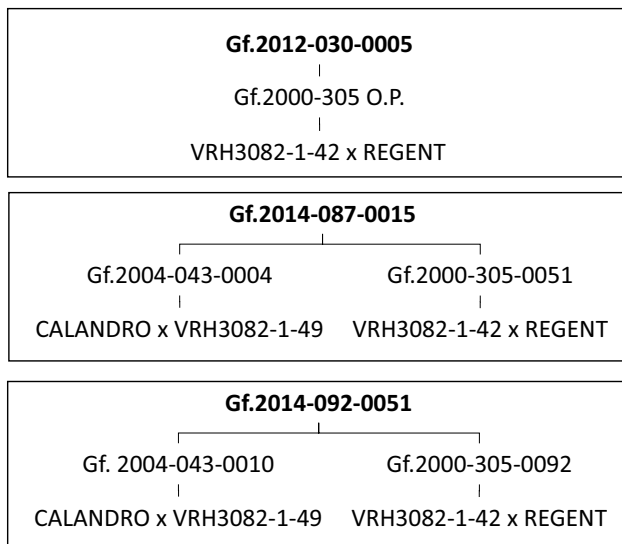 Gf.2012-030-0005
Gf.2000-305 O.P.
VRH3082-1-42 x REGENT
Gf.2014-087-0015
Gf.2004-043-0004 Gf.2000-305-0051
CALANDRO x VRH3082-1-49 VRH3082-1-42 x REGENT
Gf.2014-092-0051
Gf. 2004-043-0010 Gf.2000-305-0092
CALANDRO x VRH3082-1-49 VRH3082-1-42 x REGENT